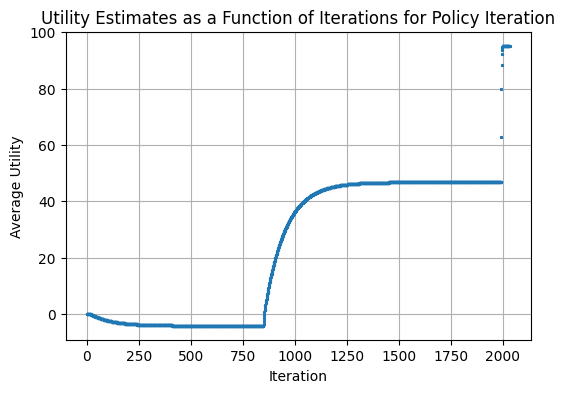 Utility Estimates as a Function of Iterations for Policy Iteration
100
80
60
40
20
0
Average Utility
0 250 500 750 1000 1250 1500 1750 2000
Iteration